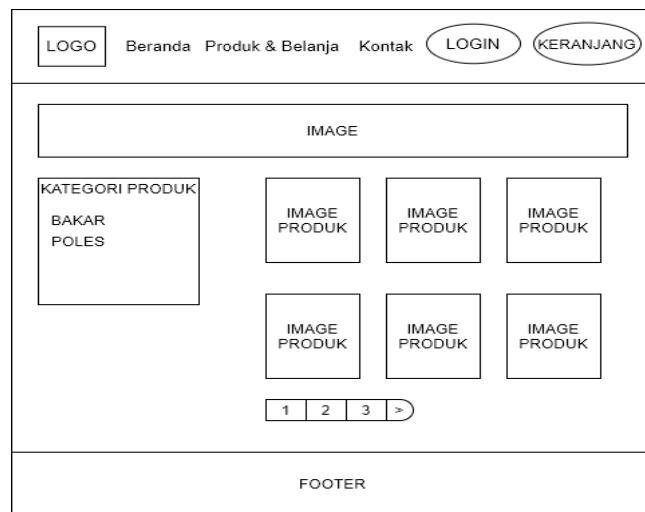 LOGO Beranda Produk & Belanja Kontak LOGIN KERANJANG
IMAGE
KATEGORI PRODUK
BAKAR
POLES
IMAGE PRODUK
IMAGE PRODUK
IMAGE PRODUK
IMAGE PRODUK
IMAGE PRODUK
IMAGE PRODUK
1 2 3 >
FOOTER